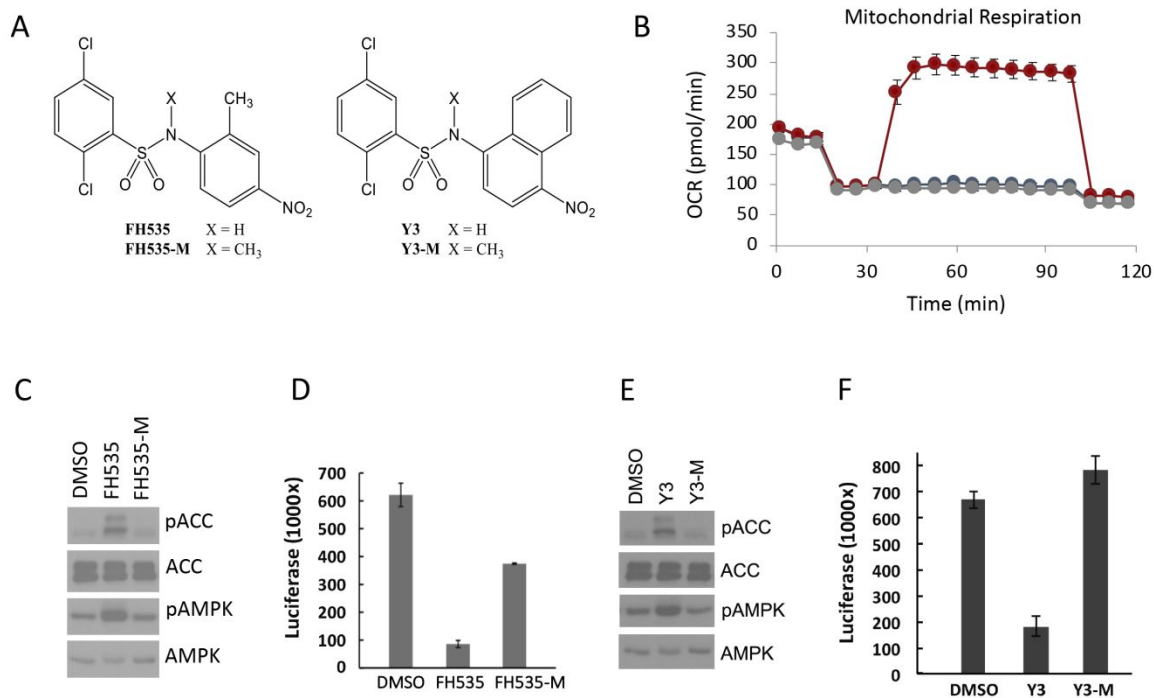 A
Cl
X
CH₃
N
S
O O
Cl
NO₂
FH535 X = H
FH535-M X = CH₃
Cl
X
N
S
O O
Cl
NO₂
Y3 X = H
Y3-M X = CH₃
B
Mitochondrial Respiration
OCR (pmol/min)
350
300
250
200
150
100
50
0
0 30 60 90 120
Time (min)
C
DMSO
FH535
FH535-M
pACC
ACC
pAMPK
AMPK
D
Luciferase (1000x)
700
600
500
400
300
200
100
0
DMSO FH535 FH535-M
E
DMSO
Y3
Y3-M
pACC
ACC
pAMPK
AMPK
F
Luciferase (1000x)
800
700
600
500
400
300
200
100
0
DMSO Y3 Y3-M